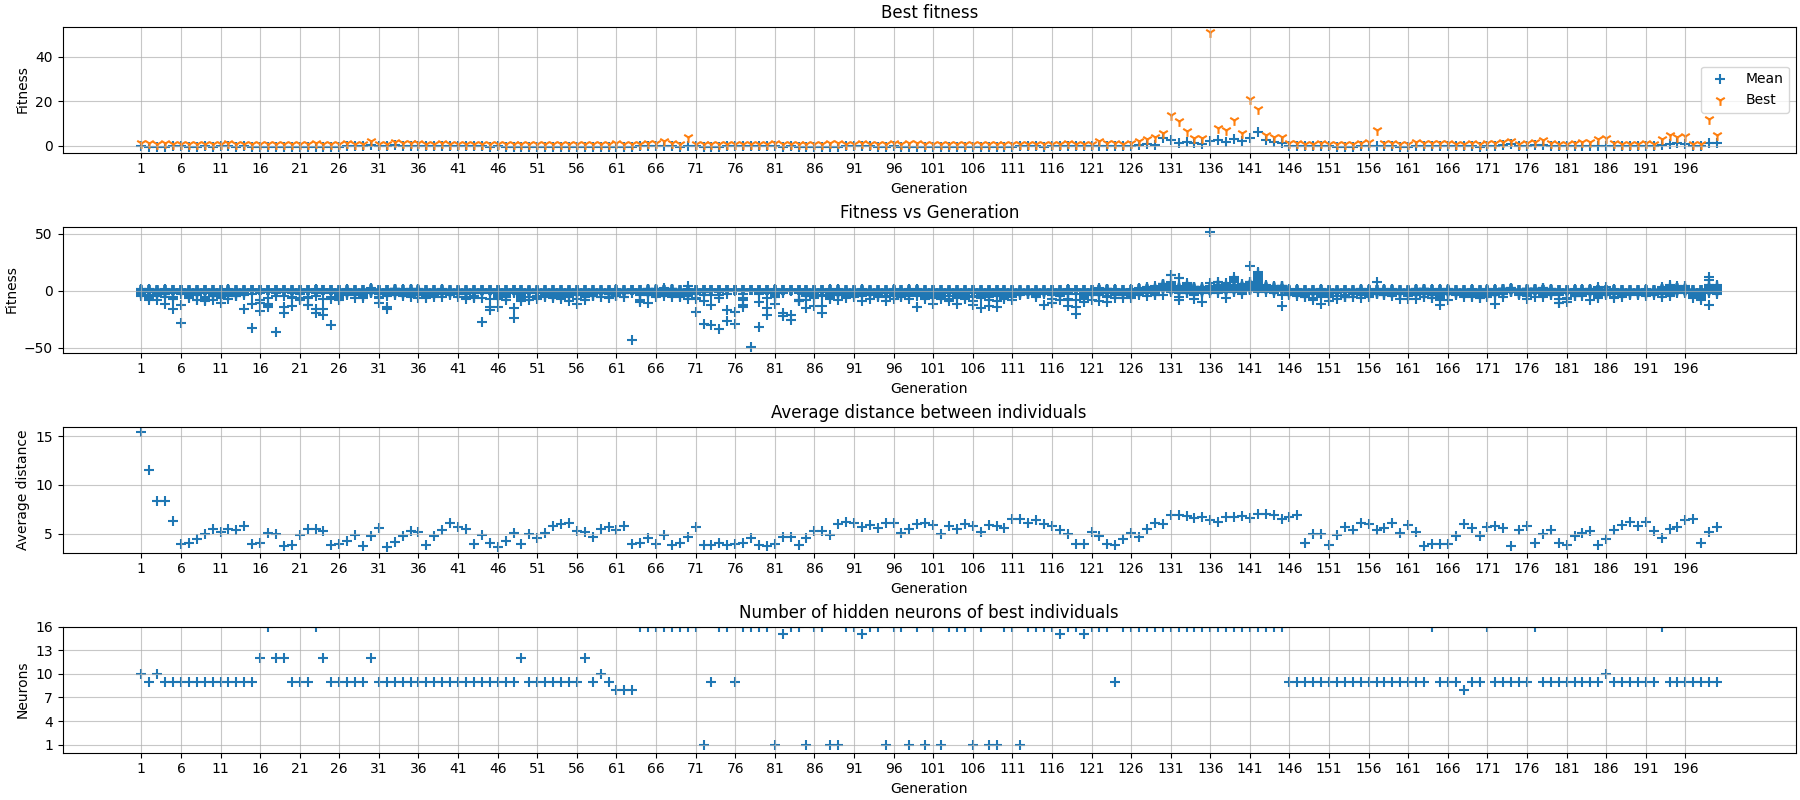 Best fitness
Fitness
40
20
0
Mean
Best
1 6 11 16 21 26 31 36 41 46 51 56 61 66 71 76 81 86 91 96 101 106 111 116 121 126 131 136 141 146 151 156 161 166 171 176 181 186 191 196
Generation
Fitness vs Generation
Fitness
50
0
−50
1 6 11 16 21 26 31 36 41 46 51 56 61 66 71 76 81 86 91 96 101 106 111 116 121 126 131 136 141 146 151 156 161 166 171 176 181 186 191 196
Generation
Average distance between individuals
Average distance
15
10
5
1 6 11 16 21 26 31 36 41 46 51 56 61 66 71 76 81 86 91 96 101 106 111 116 121 126 131 136 141 146 151 156 161 166 171 176 181 186 191 196
Generation
Number of hidden neurons of best individuals
Neurons
16
13
10
7
4
1
1 6 11 16 21 26 31 36 41 46 51 56 61 66 71 76 81 86 91 96 101 106 111 116 121 126 131 136 141 146 151 156 161 166 171 176 181 186 191 196
Generation